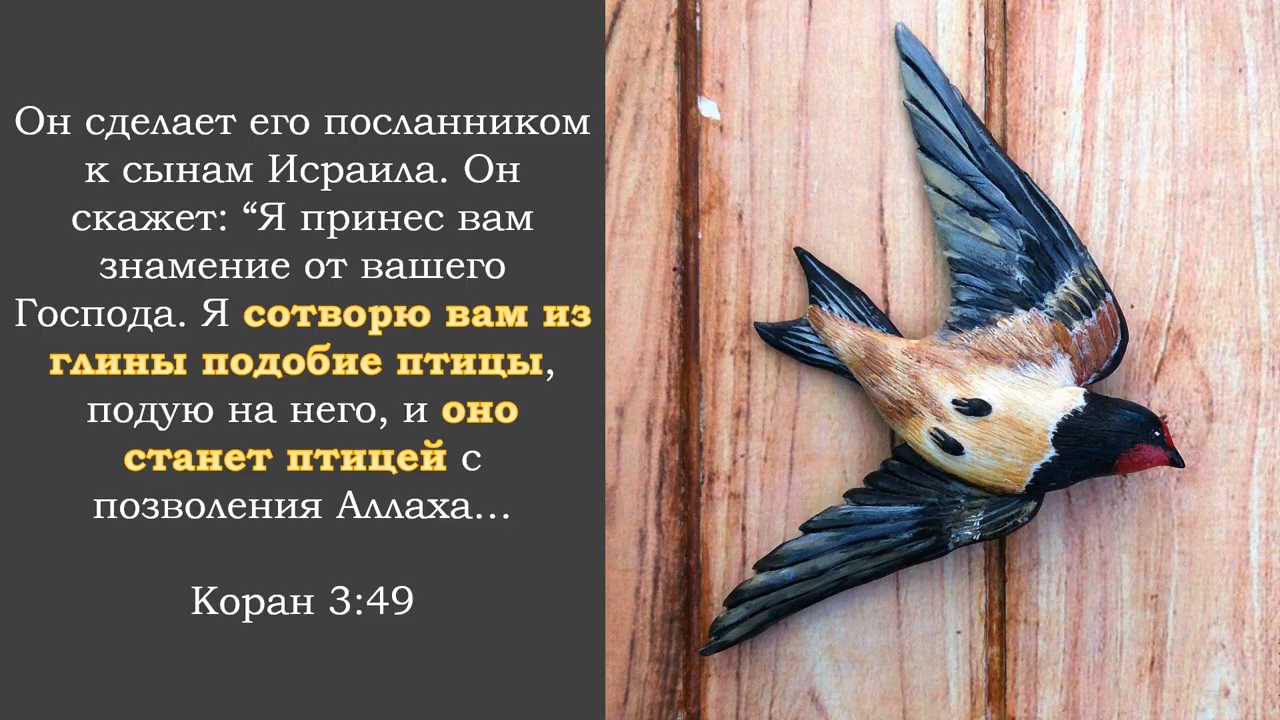 Он сделает его посланником
к сынам Исраила. Он
скажет: “Я принес вам
знамение от вашего
Господа. Я сотворю вам из
глины подобие птицы,
подую на него, и оно
станет птицей с
позволения Аллаха…
Коран 3:49